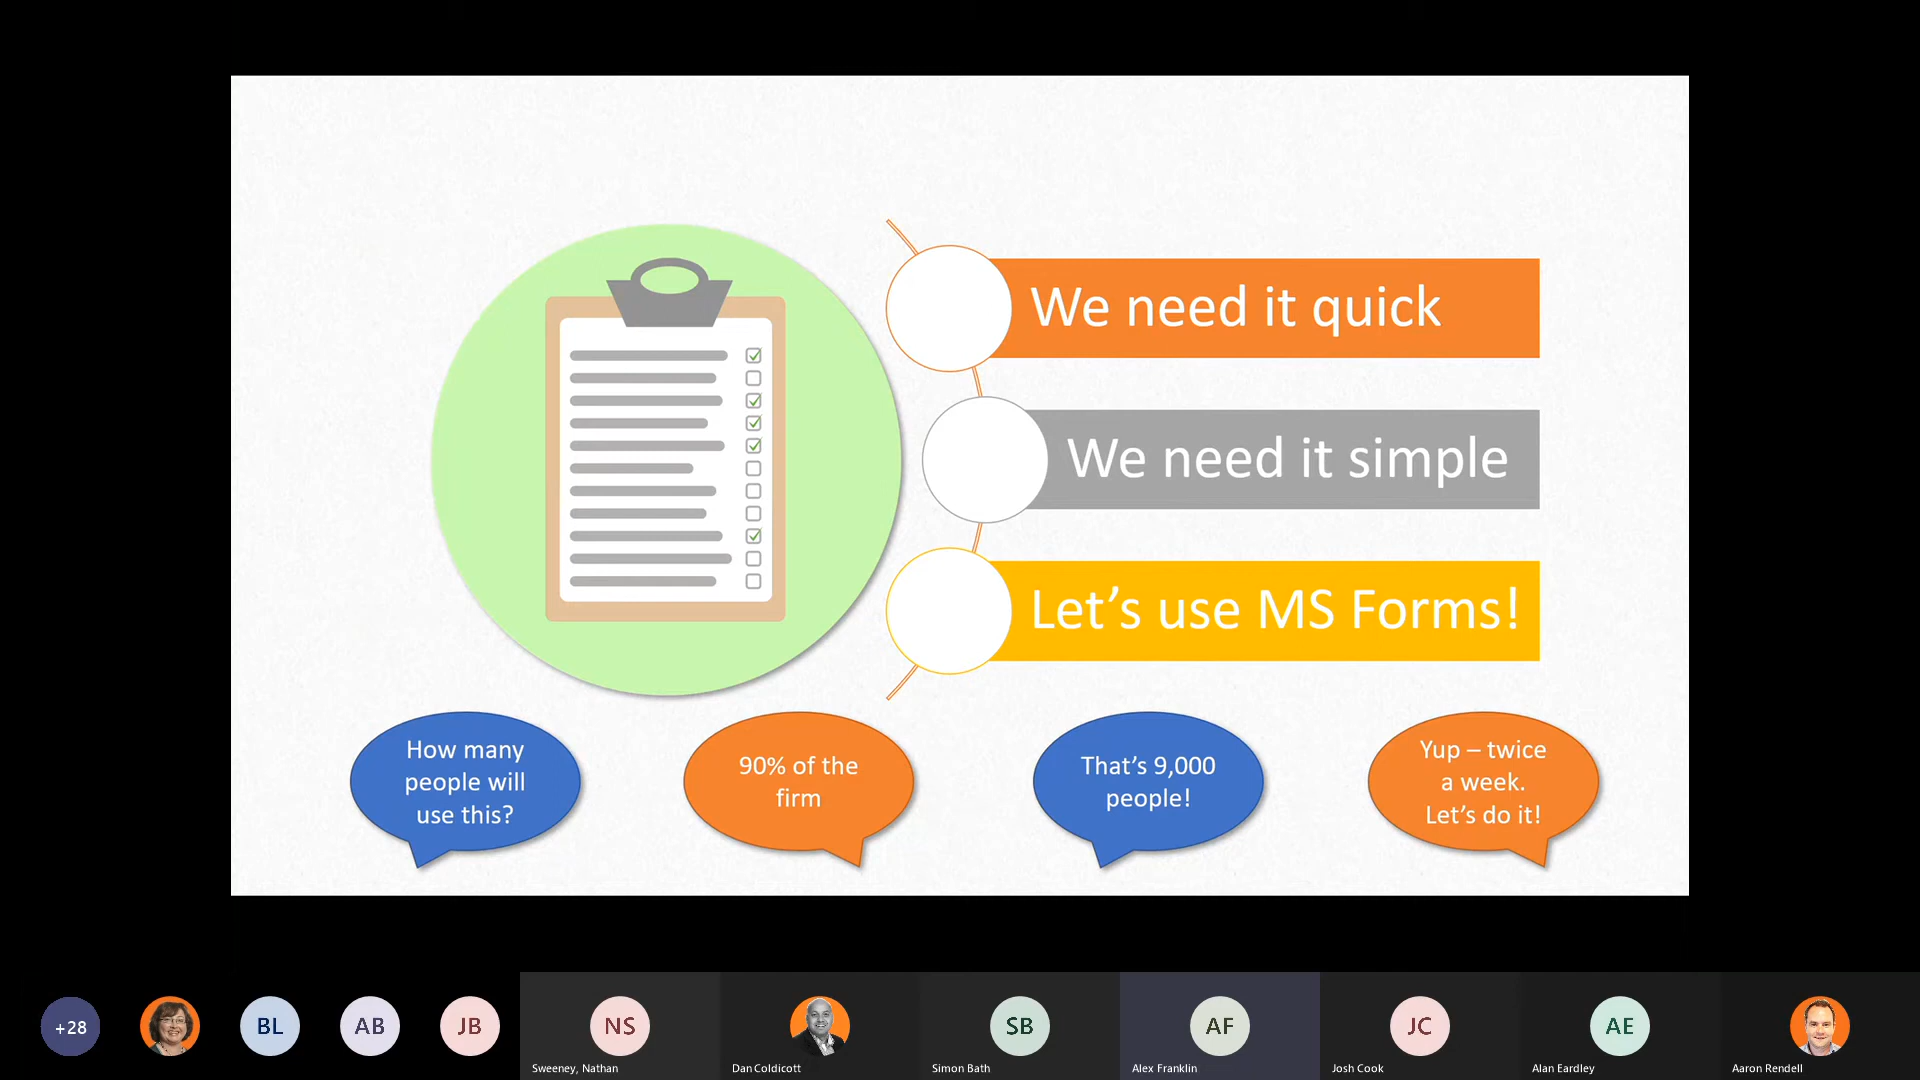 We need it quick
We need it simple
Let's use MS Forms!
How many
people will
use this?
90% of the
firm
That's 9,000
people!
Yup – twice
a week.
Let's do it!
+28
BL
AB
JB
NS
Sweeney, Nathan
Dan Coldicott
SB
Simon Bath
AF
Alex Franklin
JC
Josh Cook
AE
Alan Eardley
Aaron Rendell